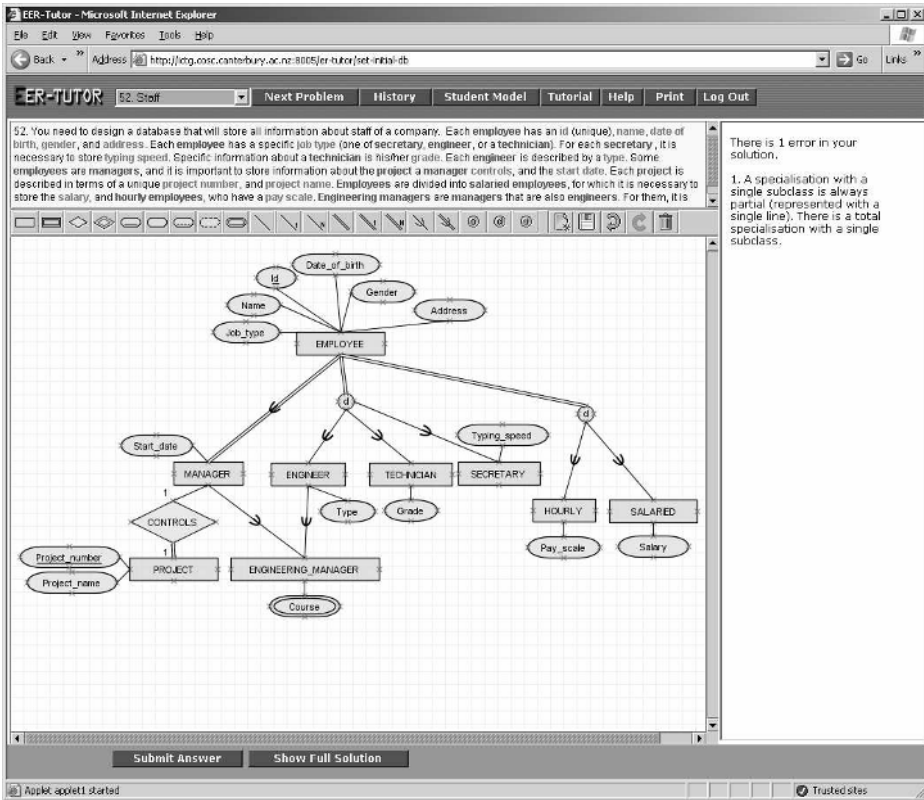 EER-Tutor - Microsoft Internet Explorer
File Edit View Favorites Tools Help
Back Address http://ictg.cosc.canterbury.ac.nz:8005/er-tutor/set-initial-db Go Links
EER-TUTOR 52. Staff Next Problem History Student Model Tutorial Help Print Log Out
52. You need to design a database that will store all information about staff of a company. Each employee has an id (unique), name, date of
birth, gender, and address. Each employee has a specific job type (one of secretary, engineer, or a technician). For each secretary, it is
necessary to store typing speed. Specific information about a technician is his/her grade. Each engineer is described by a type. Some
employees are managers, and it is important to store information about the project a manager controls, and the start date. Each project is
described in terms of a unique project number, and project name. Employees are divided into salaried employees, for which it is necessary to
store the salary, and hourly employees, who have a pay scale. Engineering managers are managers that are also engineers. For them, it is
There is 1 error in your
solution.
1. A specialisation with a
single subclass is always
partial (represented with a
single line). There is a total
specialisation with a single
subclass.
Date_of_birth
Id
Gender
Name
Address
Job_type
EMPLOYEE
d
d
Typing_speed
Start_date
MANAGER
ENGINEER
TECHNICIAN
SECRETARY
1
Type
Grade
HOURLY
SALARIED
CONTROLS
Pay_scale
Salary
1
Project_number
PROJECT
ENGINEERING_MANAGER
Project_name
Course
Submit Answer Show Full Solution
Applet applet1 started Trusted sites